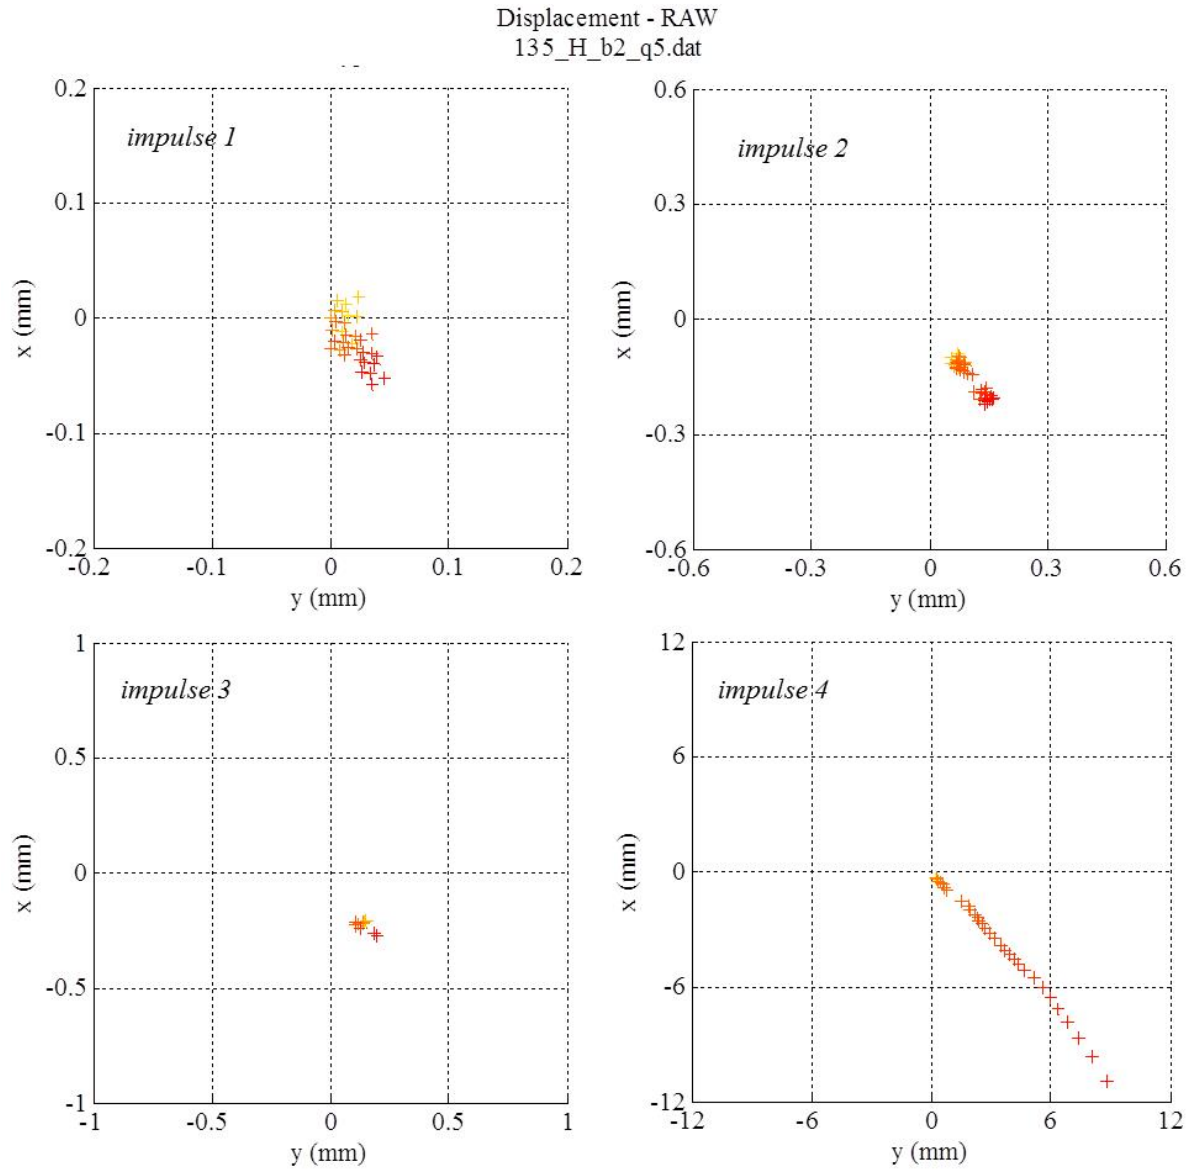 Displacement - RAW
135_H_b2_q5.dat
impulse 1
0.2
0.1
0
-0.1
-0.2
x (mm)
-0.2 -0.1 0 0.1 0.2
y (mm)
impulse 2
0.6
0.3
0
-0.3
-0.6
x (mm)
-0.6 -0.3 0 0.3 0.6
y (mm)
impulse 3
1
0.5
0
-0.5
-1
x (mm)
-1 -0.5 0 0.5 1
y (mm)
impulse 4
12
6
0
-6
-12
x (mm)
-12 -6 0 6 12
y (mm)